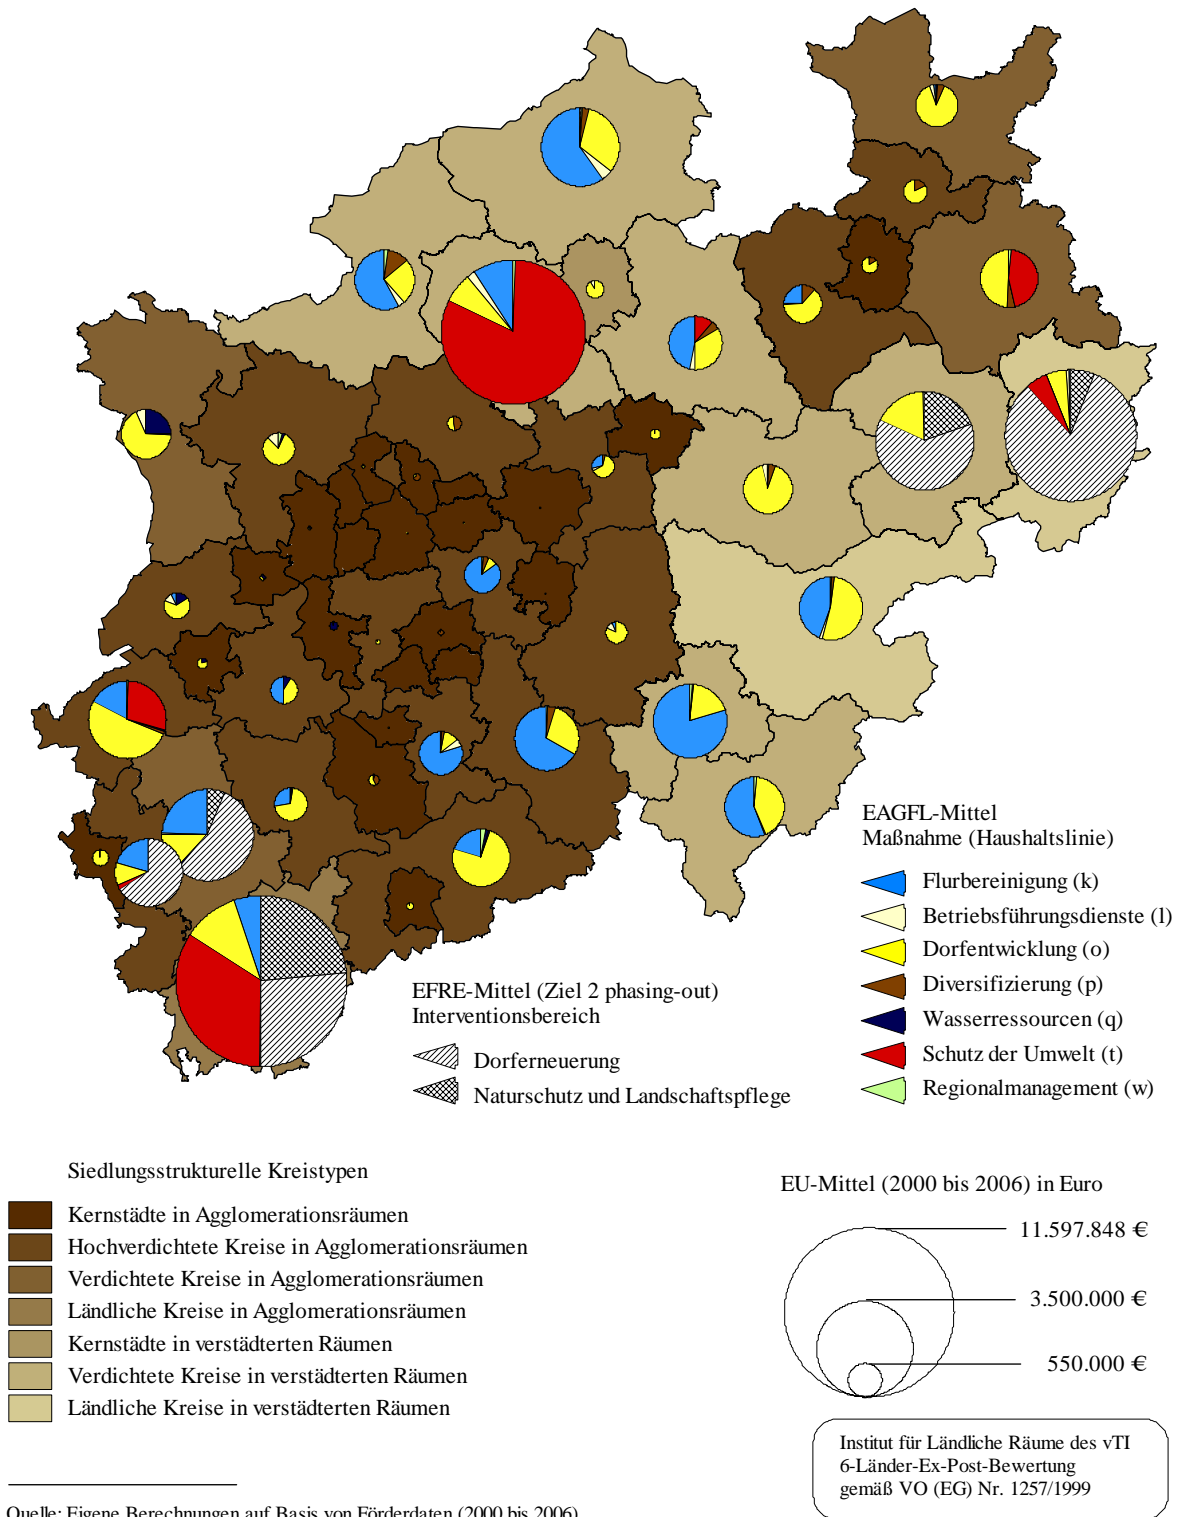 EAGFL-Mittel
Maßnahme (Haushaltslinie)
Flurbereinigung (k)
Betriebsführungsdienste (l)
Dorfentwicklung (o)
Diversifizierung (p)
Wasserressourcen (q)
Schutz der Umwelt (t)
Regionalmanagement (w)
EFRE-Mittel (Ziel 2 phasing-out)
Interventionsbereich
Dorferneuerung
Naturschutz und Landschaftspflege
Siedlungsstrukturelle Kreistypen
Kernstädte in Agglomerationsräumen
Hochverdichtete Kreise in Agglomerationsräumen
Verdichtete Kreise in Agglomerationsräumen
Ländliche Kreise in Agglomerationsräumen
Kernstädte in verstädterten Räumen
Verdichtete Kreise in verstädterten Räumen
Ländliche Kreise in verstädterten Räumen
EU-Mittel (2000 bis 2006) in Euro
11.597.848 €
3.500.000 €
550.000 €
Institut für Ländliche Räume des vTI
6-Länder-Ex-Post-Bewertung
gemäß VO (EG) Nr. 1257/1999
Quelle: Eigene Berechnungen auf Basis von Förderdaten (2000 bis 2006)